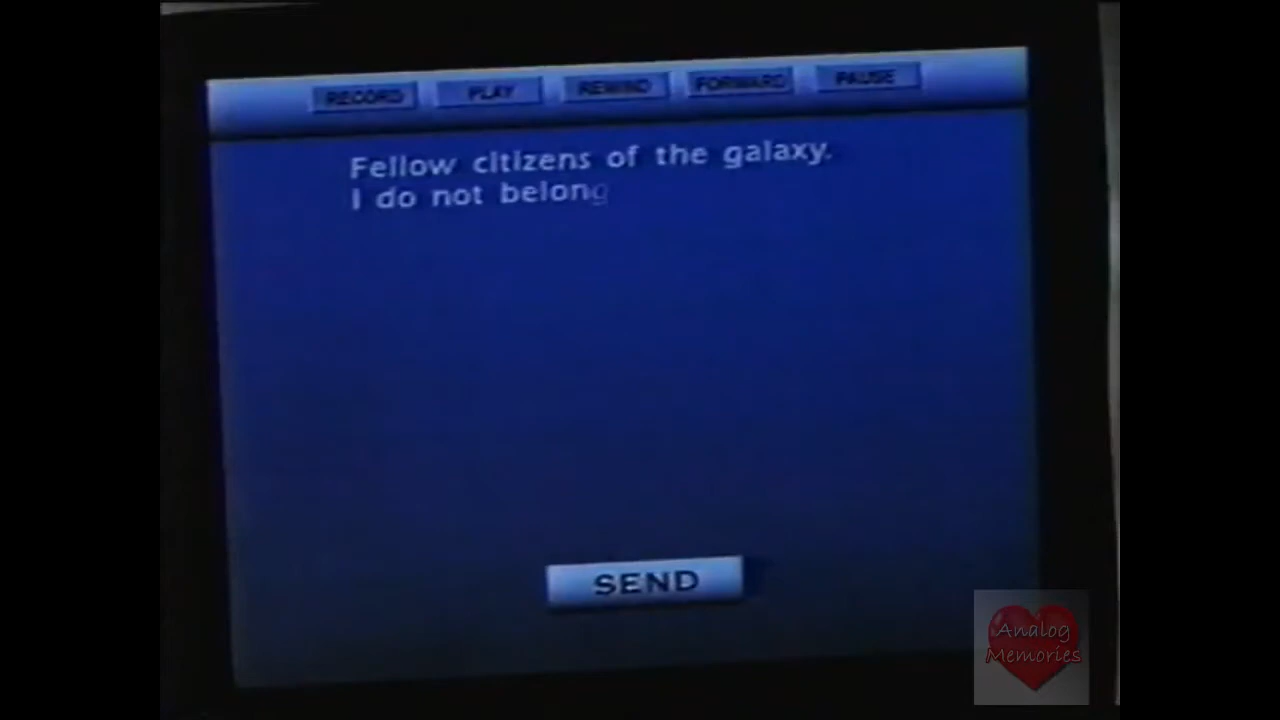 RECORD PLAY REWIND FORWARD PAUSE
Fellow citizens of the galaxy.
I do not belong
SEND
Analog
Memories